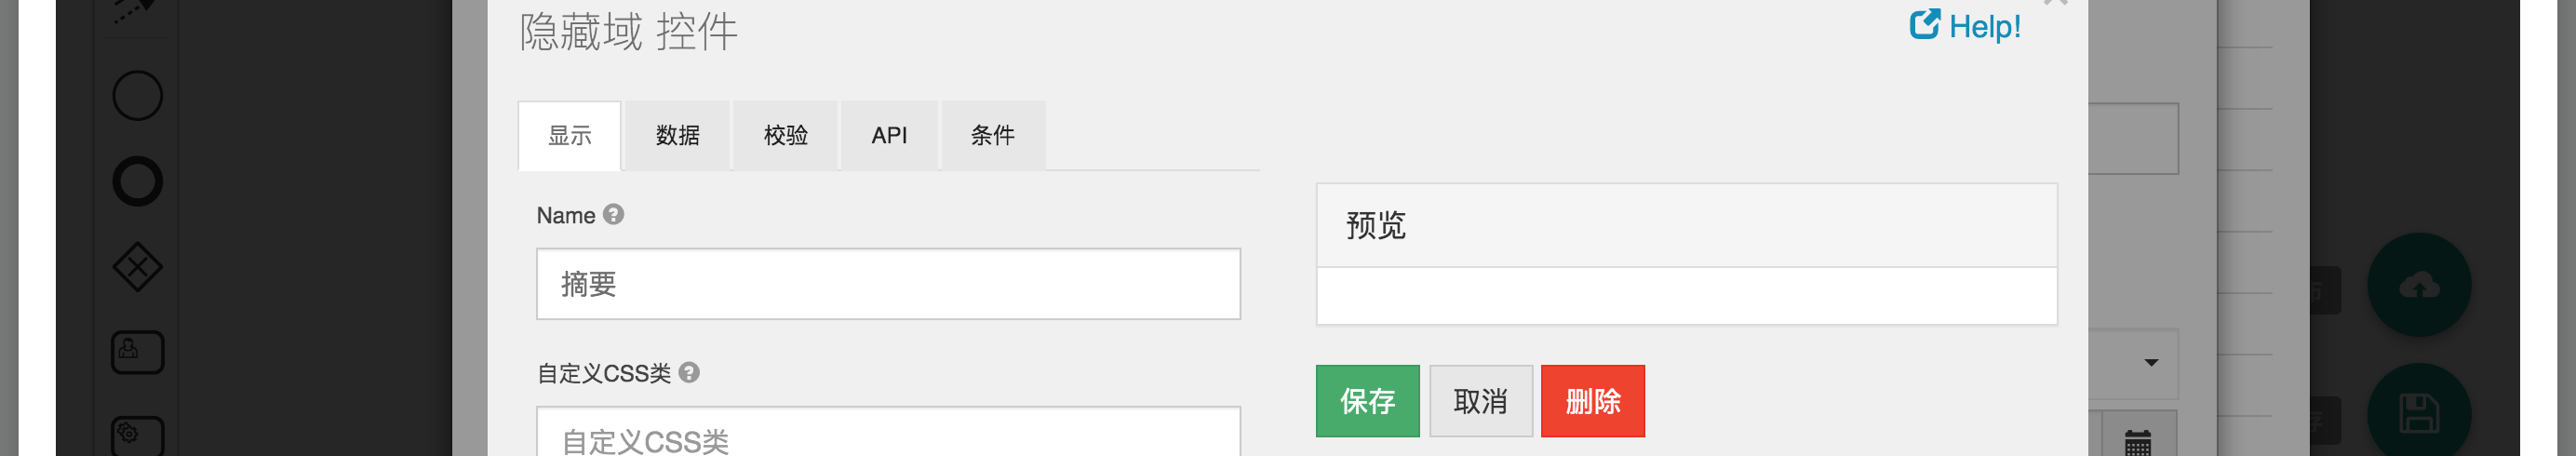 隐藏域 控件
Help!
显示 数据 校验 API 条件
Name
摘要
自定义CSS类
自定义CSS类
预览
保存 取消 删除